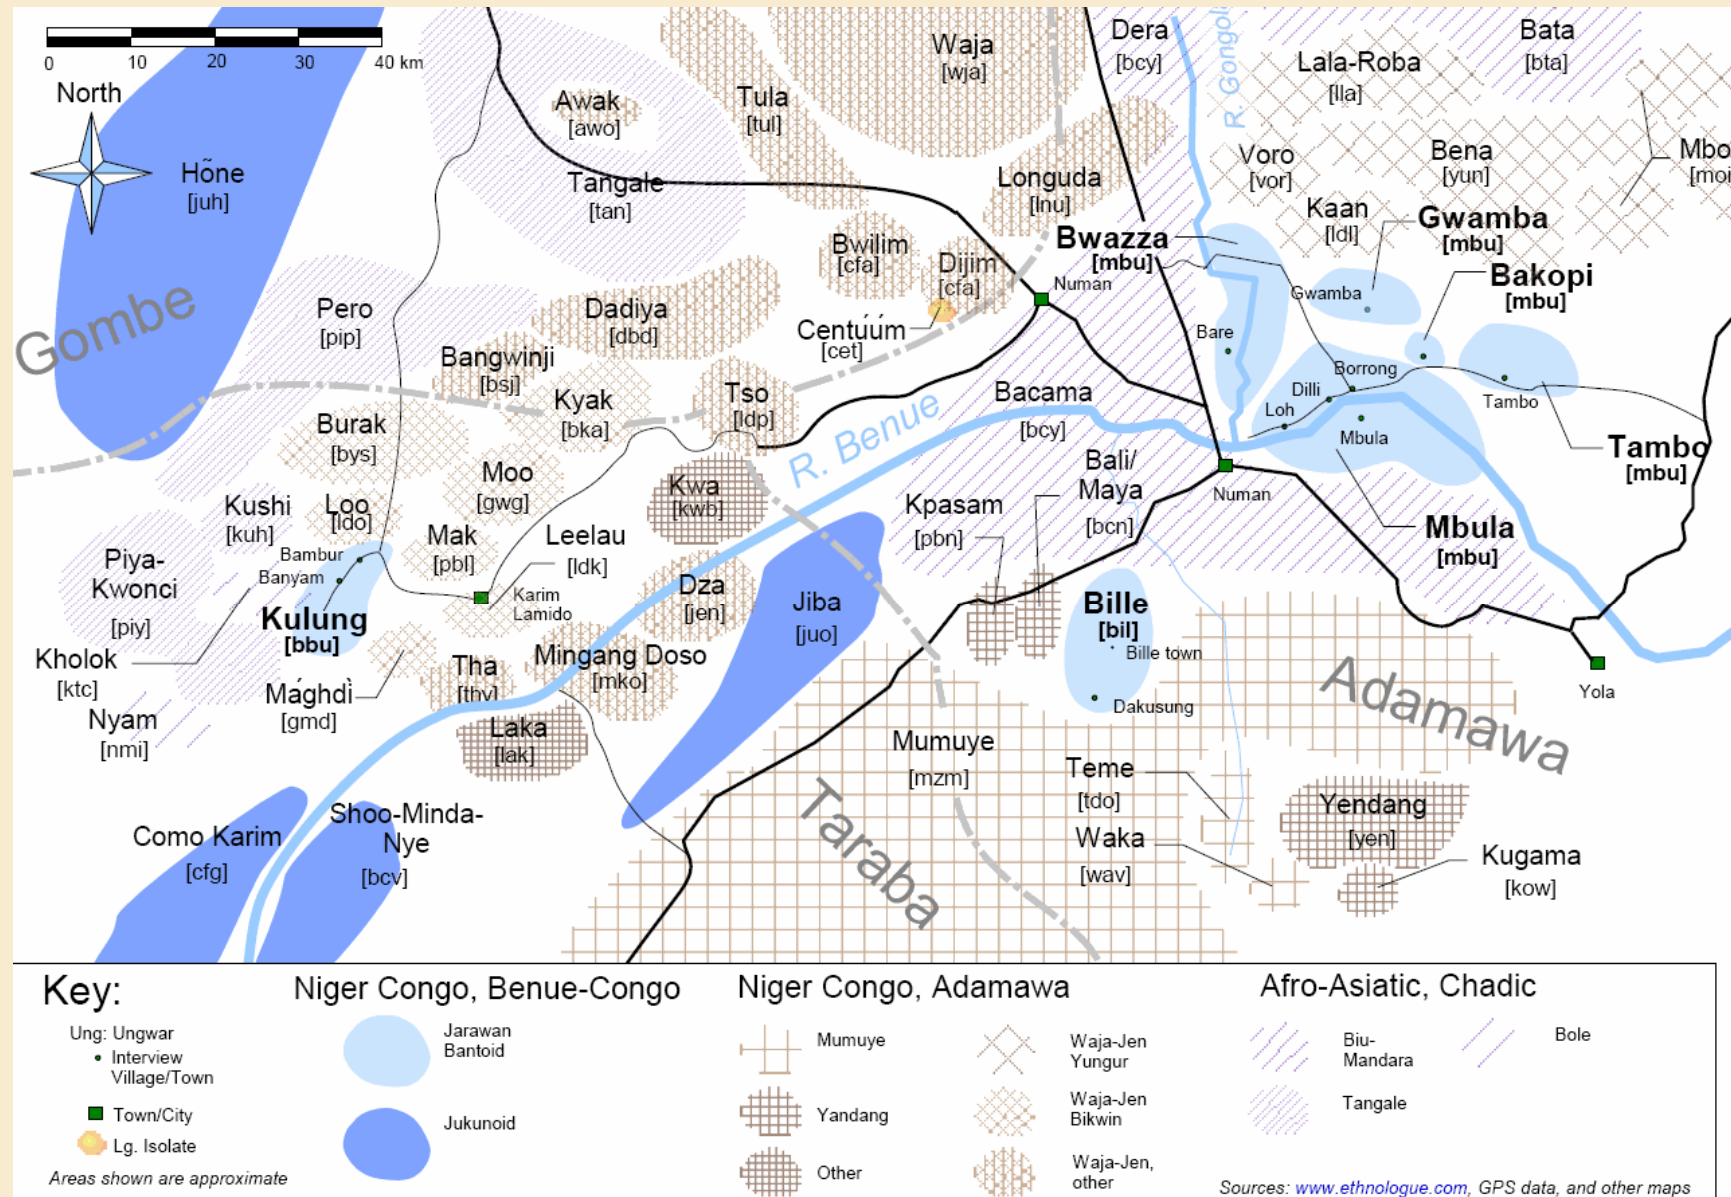 0 10 20 30 40 km
North
Hõne
[juh]
Gombe
Awak
[awo]
Tangale
[tan]
Tula
[tul]
Waja
[wja]
Dera
[bcy]
R. Gongola
Lala-Roba
[lla]
Bata
[bta]
Voro
[vor]
Bena
[yun]
Mbo
[moi
Kaan
[ldl]
Longuda
[lnu]
Bwazza
[mbu]
Gwamba
[mbu]
Bakopi
[mbu]
Bwilim
[cfa]
Dijim
[cfa]
Numan
Gwamba
Centúúm
[cet]
Pero
[pip]
Dadiya
[dbd]
Bangwinji
[bsj]
Kyak
[bka]
Tso
[ldp]
Bare
Borrong
Dilli
Loh
Mbula
Tambo
Tambo
[mbu]
Bacama
[bcy]
R. Benue
Burak
[bys]
Moo
[gwg]
Kwa
[kwb]
Bali/
Maya
[bcn]
Numan
Mbula
[mbu]
Kpasam
[pbn]
Kushi
[kuh]
Loo
[ldo]
Mak
[pbl]
Leelau
[ldk]
Bambur
Banyam
Piya-
Kwonci
[piy]
Kulung
[bbu]
Karim
Lamido
Dza
[jen]
Jiba
[juo]
Bille
[bil]
Bille town
Dakusung
Kholok
[ktc]
Nyam
[nmi]
Mághdì
[gmd]
Tha
[thv]
Mingang Doso
[mko]
Laka
[lak]
Adamawa
Yola
Mumuye
[mzm]
Taraba
Teme
[tdo]
Waka
[wav]
Yendang
[yen]
Kugama
[kow]
Como Karim
[cfg]
Shoo-Minda-
Nye
[bcv]
Key:
Ung: Ungwar
Interview
Village/Town
Town/City
Lg. Isolate
Areas shown are approximate
Niger Congo, Benue-Congo
Jarawan
Bantoid
Jukunoid
Niger Congo, Adamawa
Mumuye
Yandang
Other
Waja-Jen
Yungur
Waja-Jen
Bikwin
Waja-Jen,
other
Afro-Asiatic, Chadic
Biu-
Mandara
Tangale
Bole
Sources: www.ethnologue.com, GPS data, and other maps